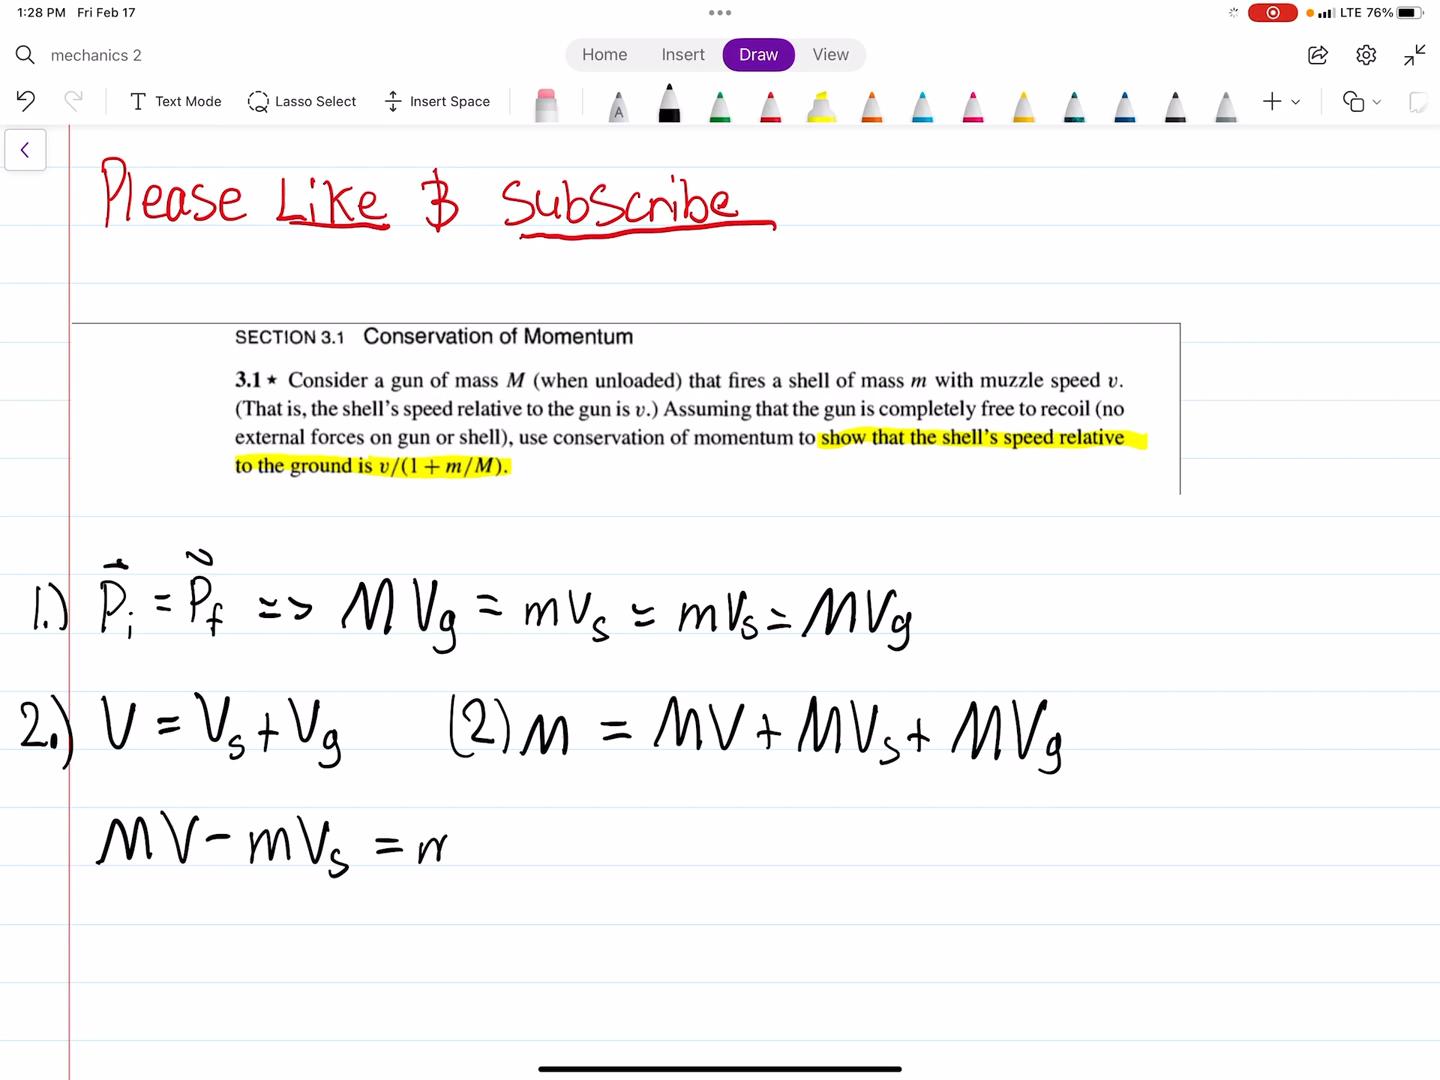 1:28 PM Fri Feb 17
LTE 76%
mechanics 2
Home Insert Draw View
Text Mode Lasso Select Insert Space
A
Please Like & Subscribe
SECTION 3.1 Conservation of Momentum
3.1 ⋆ Consider a gun of mass M (when unloaded) that fires a shell of mass m with muzzle speed v.
(That is, the shell's speed relative to the gun is v.) Assuming that the gun is completely free to recoil (no
external forces on gun or shell), use conservation of momentum to show that the shell's speed relative
to the ground is v/(1 + m/M).
1.) P⃗i = P⃗f => MVg = mVs = mVs = MVg
2.) V = Vs + Vg (2)M = MV + MVs + MVg
MV - mVs = m